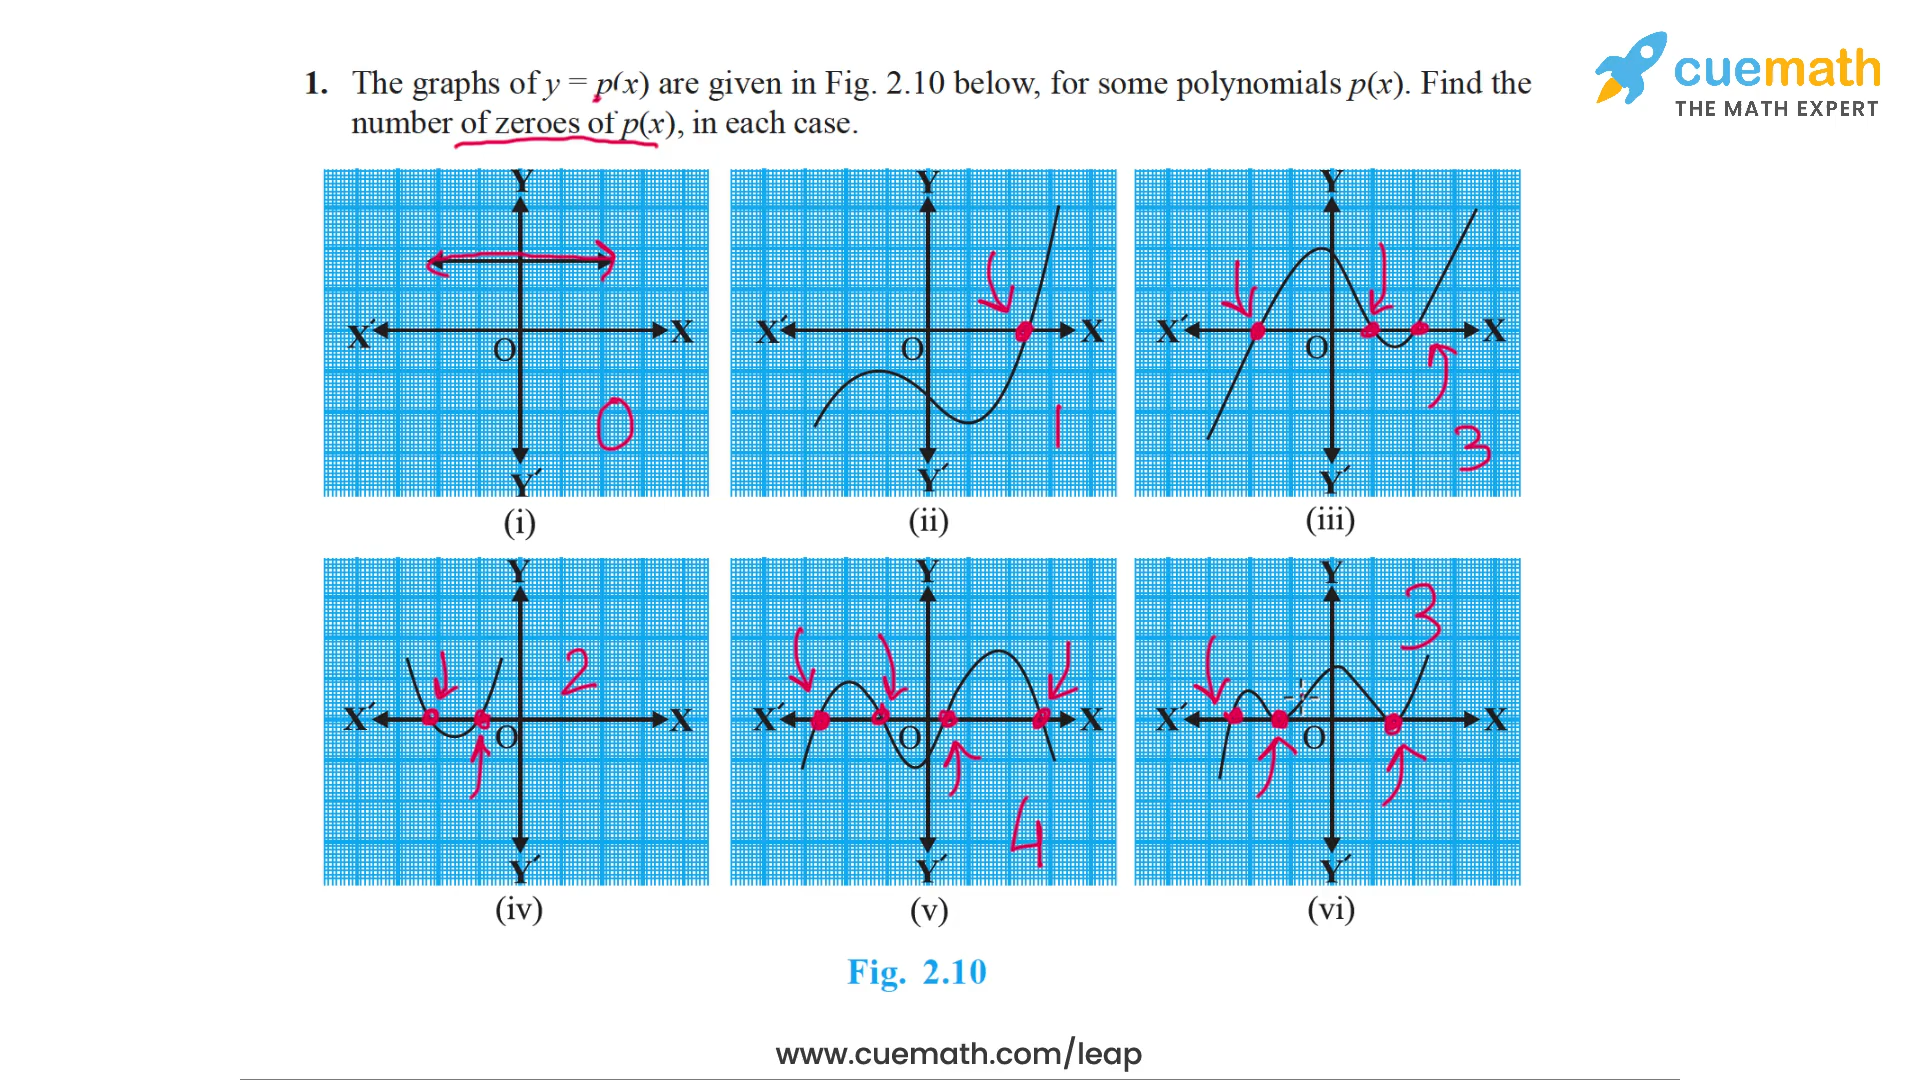 cuemath
THE MATH EXPERT
1. The graphs of y = p(x) are given in Fig. 2.10 below, for some polynomials p(x). Find the
number of zeroes of p(x), in each case.
Y Y Y
X′ X X′ X X′ X
O O O
0 1 3
Y′ Y′ Y′
(i) (ii) (iii)
Y Y Y
2 3
X′ X X′ X X′ X
O O O
4
Y′ Y′ Y′
(iv) (v) (vi)
Fig. 2.10
www.cuemath.com/leap